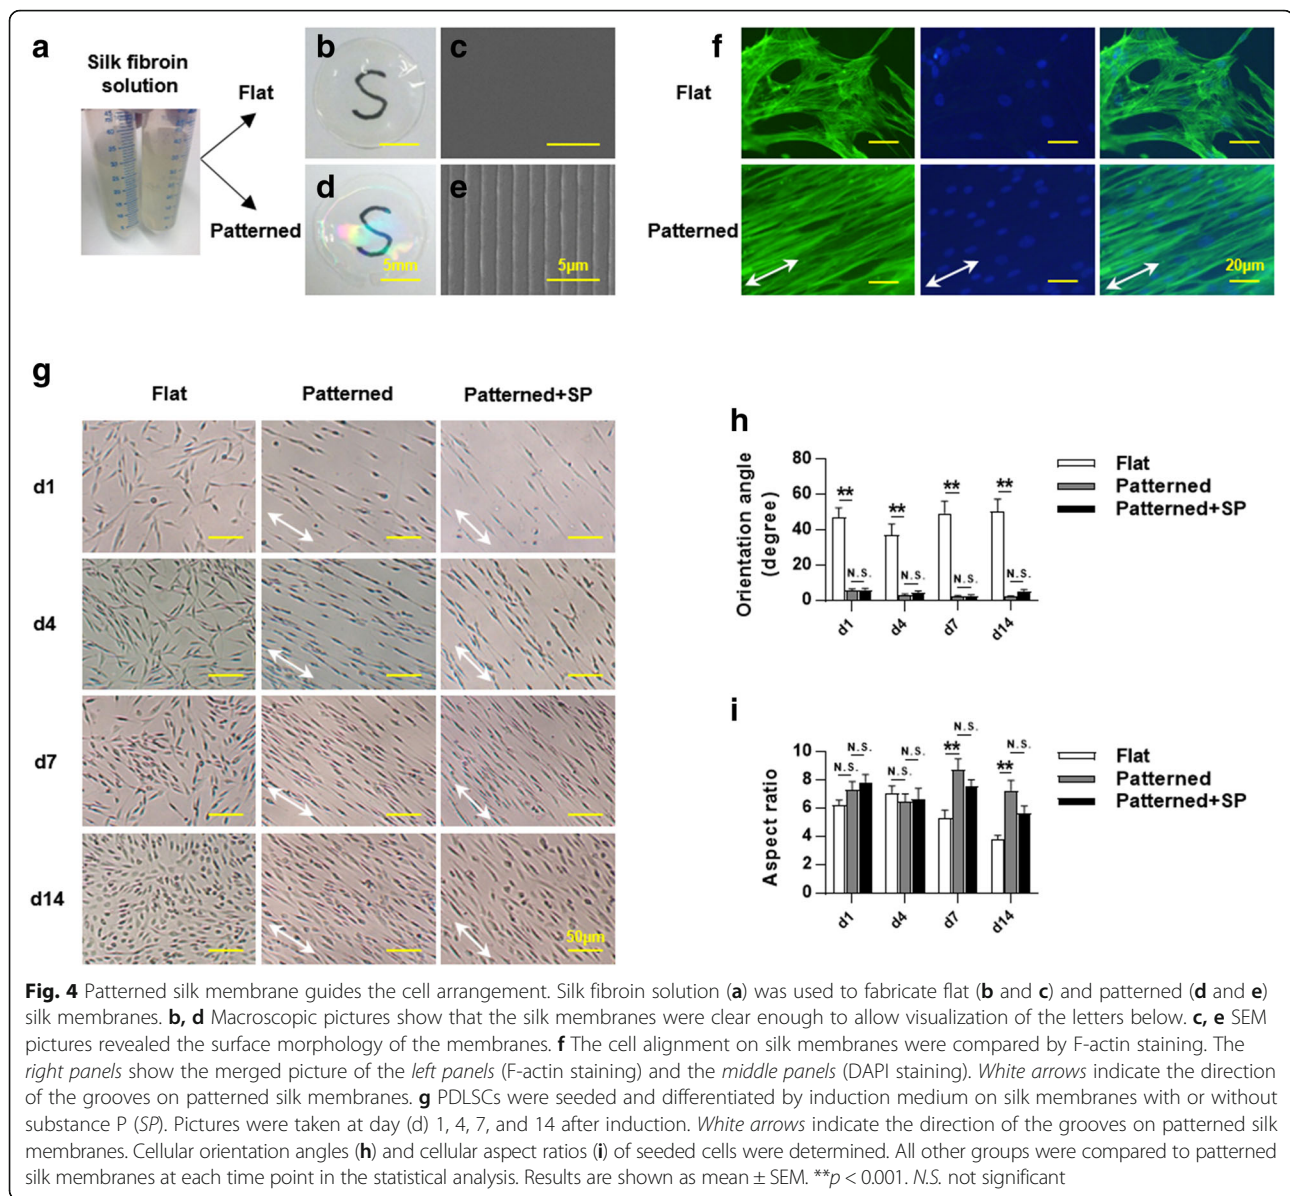 a
Silk fibroin
solution
Flat
Patterned
b
S
c
d
S
5mm
e
5μm
f
Flat
Patterned
20μm
g
Flat Patterned Patterned+SP
d1
d4
d7
d14
50μm
h
Orientation angle
(degree)
80
60
40
20
0
** ** ** **
N.S. N.S. N.S. N.S.
d1 d4 d7 d14
Flat
Patterned
Patterned+SP
i
Aspect ratio
10
8
6
4
2
0
N.S. N.S. N.S. N.S. ** N.S. ** N.S.
d1 d4 d7 d14
Flat
Patterned
Patterned+SP
Fig. 4 Patterned silk membrane guides the cell arrangement. Silk fibroin solution (a) was used to fabricate flat (b and c) and patterned (d and e)
silk membranes. b, d Macroscopic pictures show that the silk membranes were clear enough to allow visualization of the letters below. c, e SEM
pictures revealed the surface morphology of the membranes. f The cell alignment on silk membranes were compared by F-actin staining. The
right panels show the merged picture of the left panels (F-actin staining) and the middle panels (DAPI staining). White arrows indicate the direction
of the grooves on patterned silk membranes. g PDLSCs were seeded and differentiated by induction medium on silk membranes with or without
substance P (SP). Pictures were taken at day (d) 1, 4, 7, and 14 after induction. White arrows indicate the direction of the grooves on patterned silk
membranes. Cellular orientation angles (h) and cellular aspect ratios (i) of seeded cells were determined. All other groups were compared to patterned
silk membranes at each time point in the statistical analysis. Results are shown as mean ± SEM. **p < 0.001. N.S. not significant